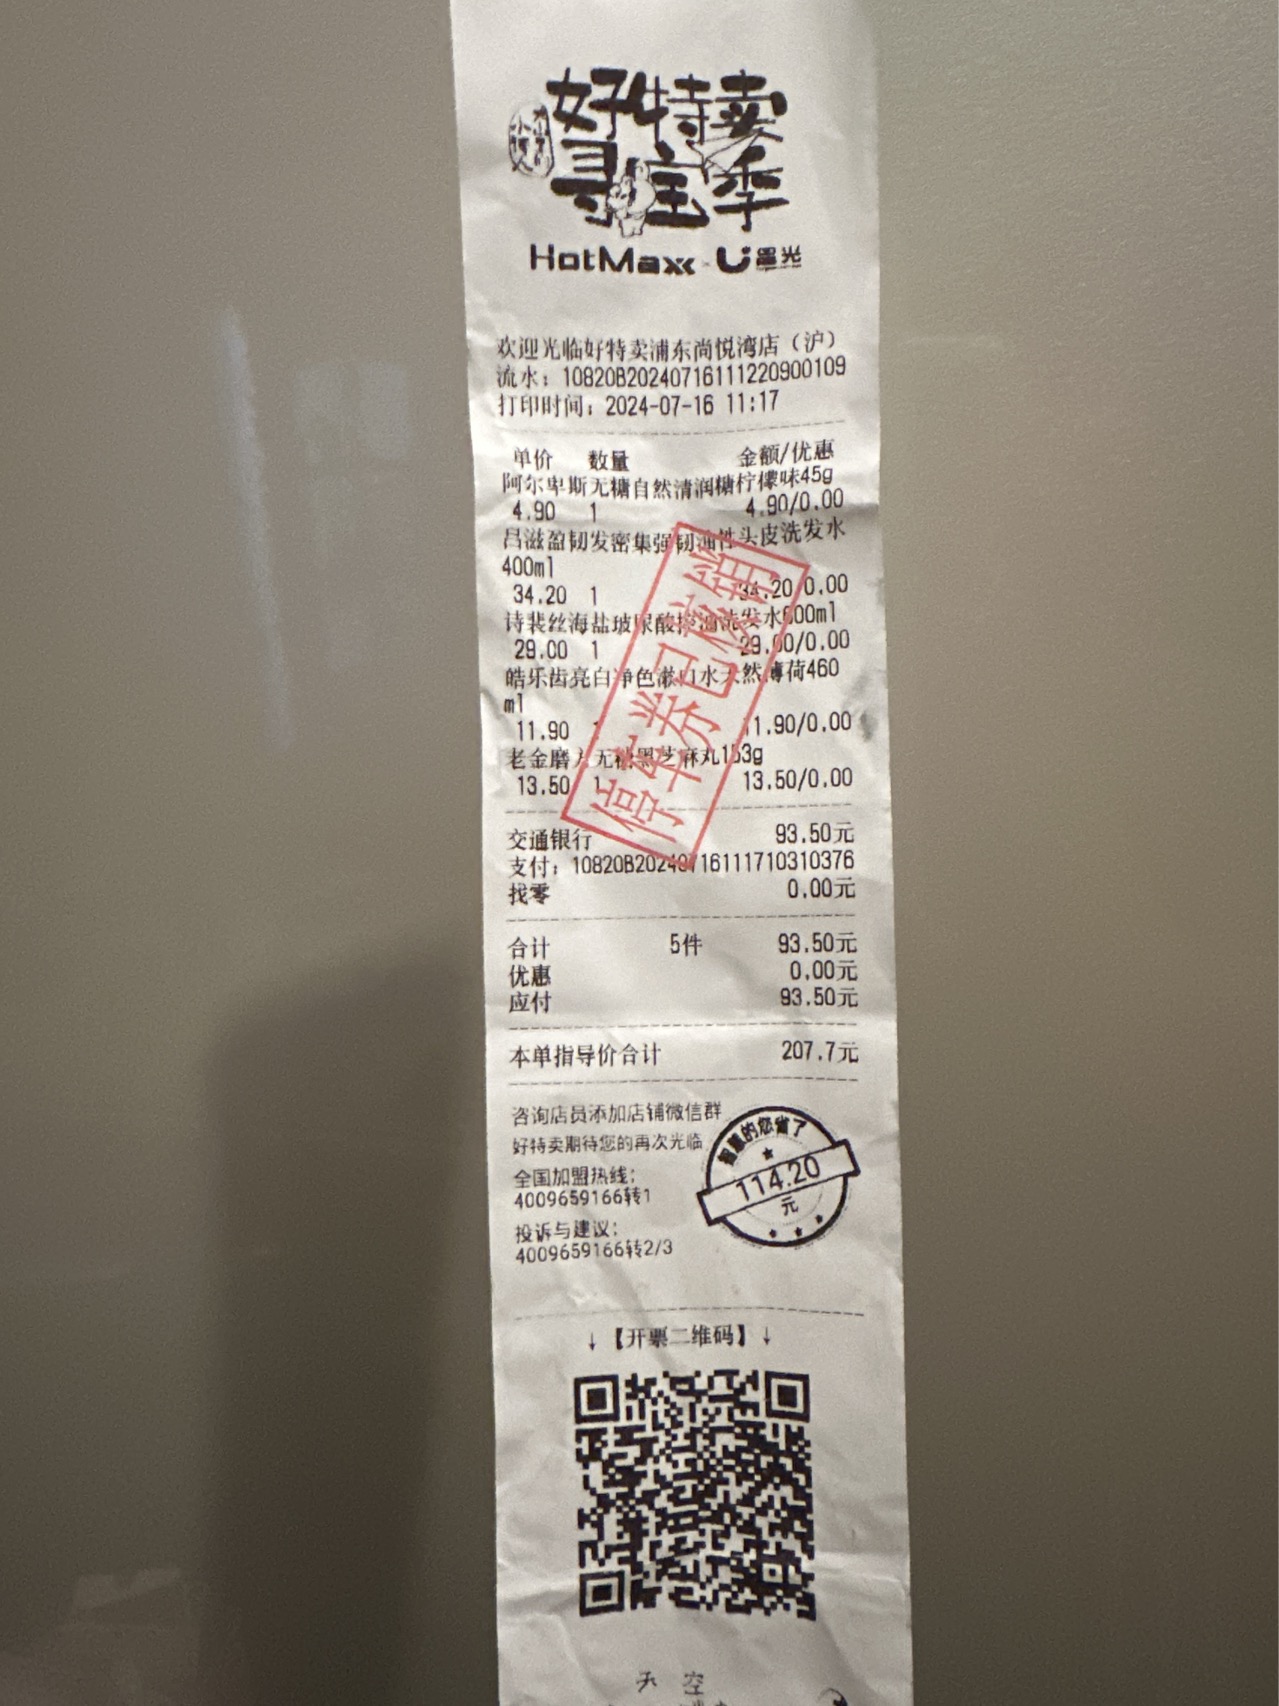 好特卖
寻宝季
HotMaxx U 墨光
欢迎光临好特卖浦东尚悦湾店（沪）
流水：10820B20240716111220900109
打印时间：2024-07-16 11:17
单价 数量 金额/优惠
阿尔卑斯无糖自然清润糖柠檬味45g
4.90 1 4.90/0.00
吕滋盈韧发密集强韧油性头皮洗发水
400ml
34.20 1 34.20/0.00
诗裴丝海盐玻尿酸控油洗发水600ml
29.00 1 29.00/0.00
皓乐齿亮白净色漱口水天然薄荷460
ml
11.90 1 11.90/0.00
老金磨方无糖黑芝麻丸153g
13.50 1 13.50/0.00
停车券已核销
交通银行 93.50元
支付：10820B20240716111710310376
找零 0.00元
合计 5件 93.50元
优惠 0.00元
应付 93.50元
本单指导价合计 207.7元
咨询店员添加店铺微信群
好特卖期待您的再次光临
全国加盟热线：
4009659166转1
投诉与建议：
4009659166转2/3
智慧的您省了
114.20
元
↓【开票二维码】↓